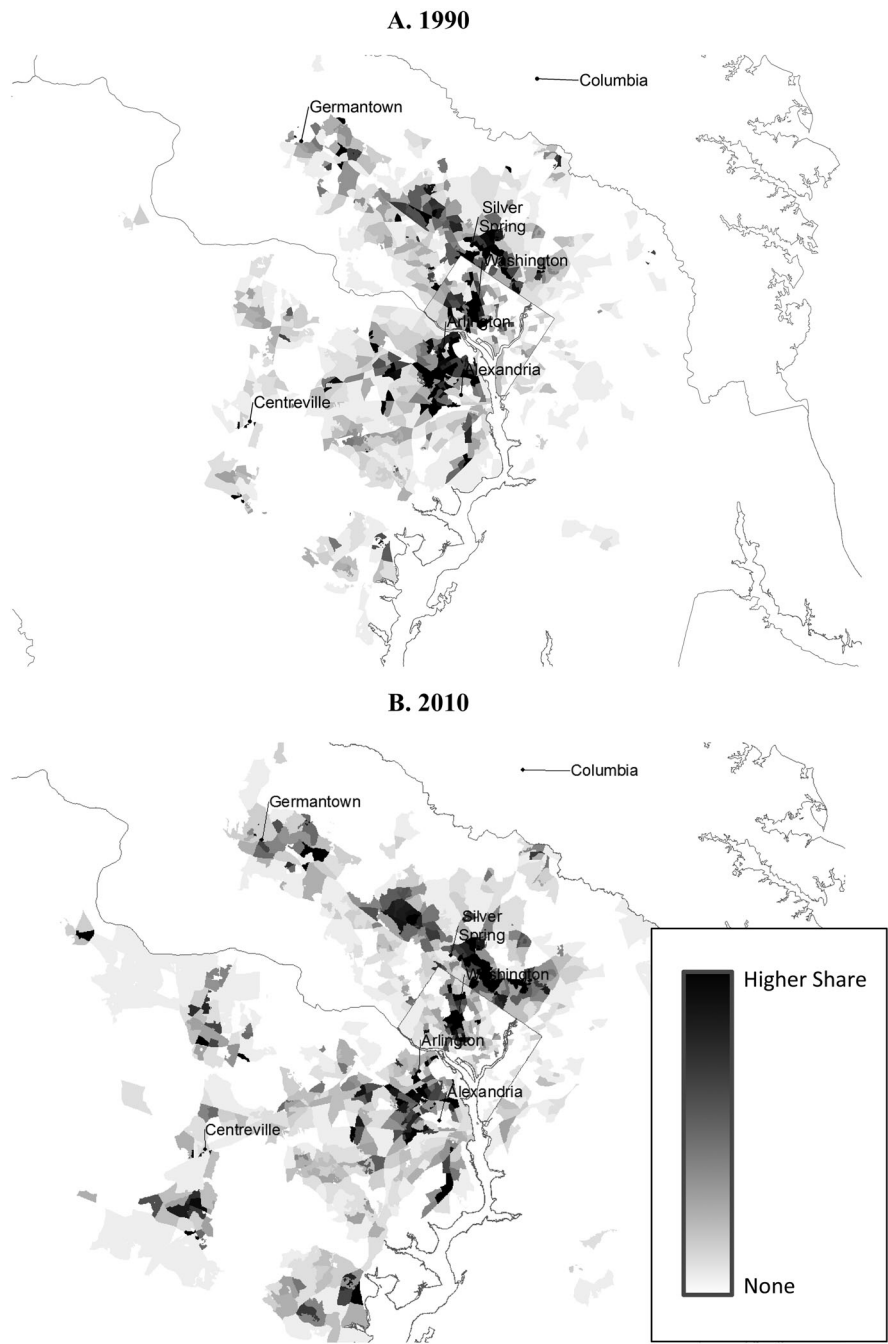 A. 1990
Columbia
Germantown
Silver
Spring
Washington
Arlington
Alexandria
Centreville
B. 2010
Columbia
Germantown
Silver
Spring
Washington
Arlington
Alexandria
Centreville
Higher Share
None